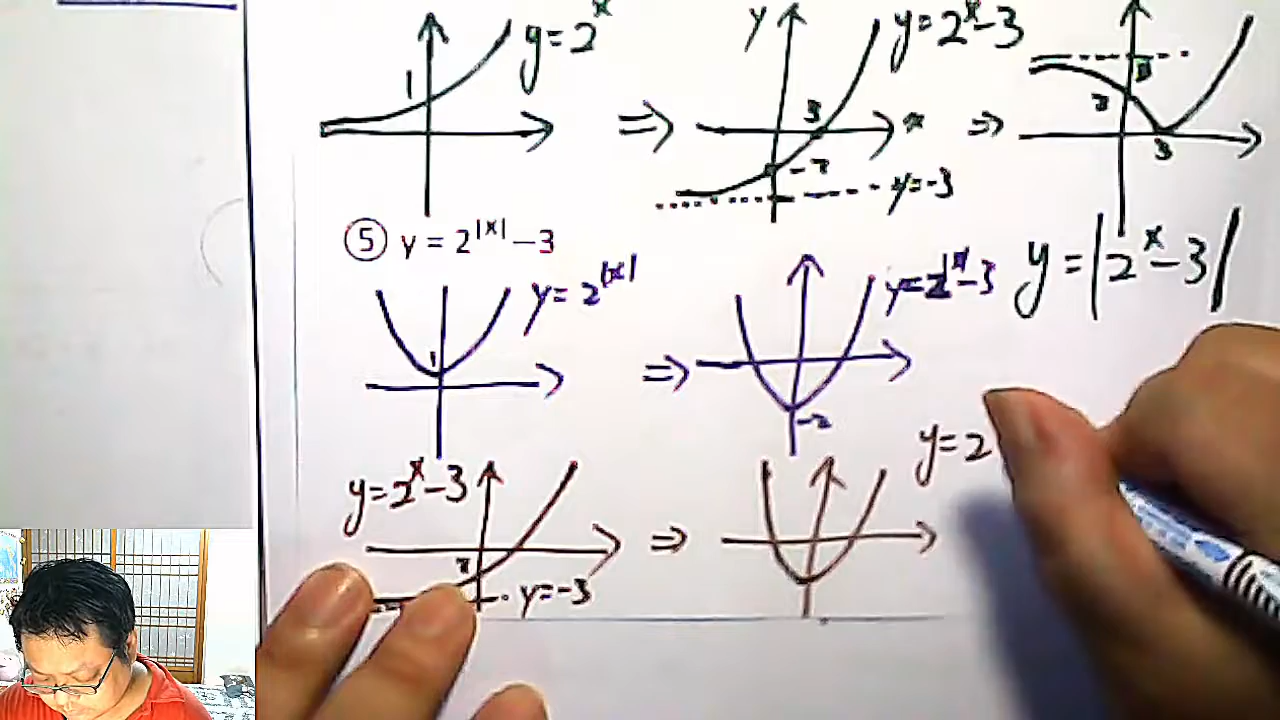 1 y=2^x
y y=2^x-3
3 x
-2
y=-3
2 3
y=|2^x-3|
⑤ y = 2^|x| - 3
1 y=2^|x|
y=2^|x|-3
-2
y=2^x-3
y=-3
y=2